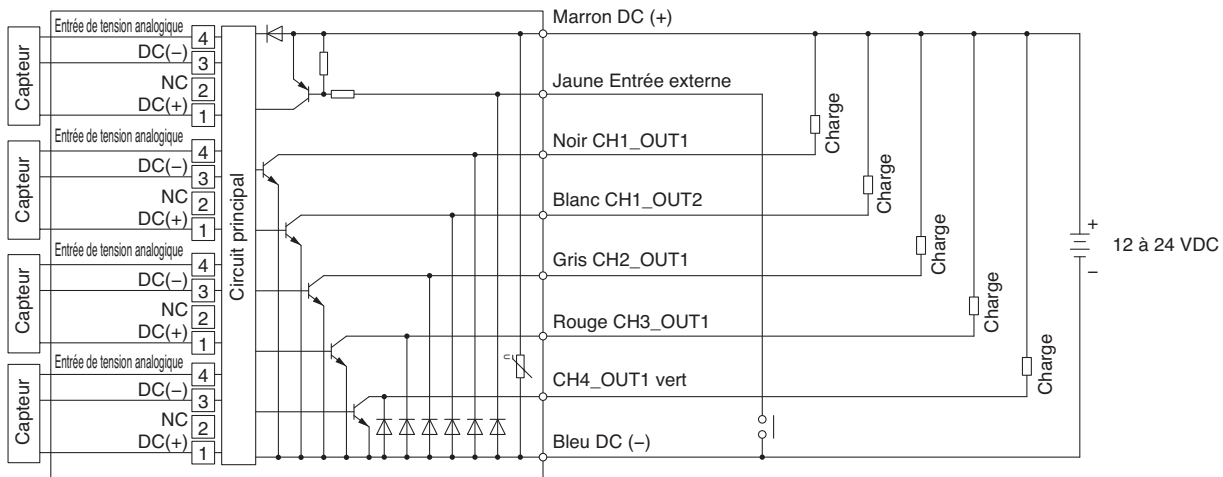 Capteur
Entrée de tension analogique 4
DC(−) 3
NC 2
DC(+) 1
Capteur
Entrée de tension analogique 4
DC(−) 3
NC 2
DC(+) 1
Capteur
Entrée de tension analogique 4
DC(−) 3
NC 2
DC(+) 1
Capteur
Entrée de tension analogique 4
DC(−) 3
NC 2
DC(+) 1
Circuit principal
Marron DC (+)
Jaune Entrée externe
Noir CH1_OUT1
Blanc CH1_OUT2
Gris CH2_OUT1
Rouge CH3_OUT1
CH4_OUT1 vert
Bleu DC (−)
Charge
Charge
Charge
Charge
Charge
+
12 à 24 VDC
−